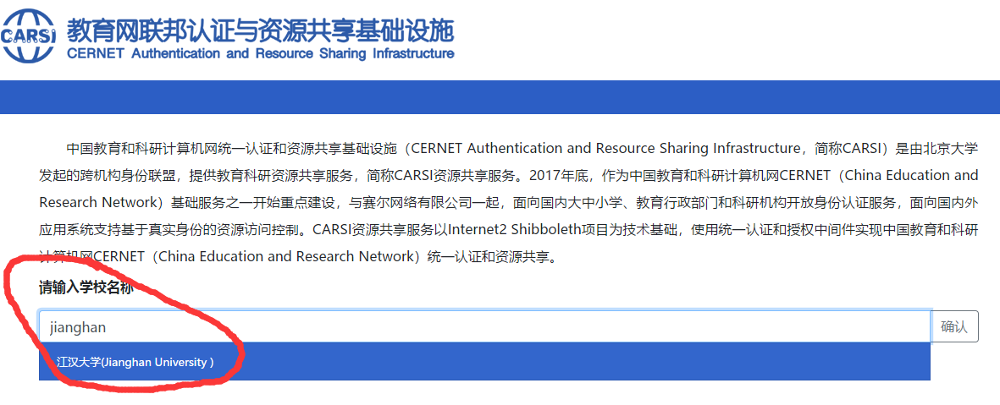 CARSI 教育网联邦认证与资源共享基础设施
CERNET Authentication and Resource Sharing Infrastructure
中国教育和科研计算机网统一认证和资源共享基础设施（CERNET Authentication and Resource Sharing Infrastructure，简称CARSI）是由北京大学
发起的跨机构身份联盟，提供教育科研资源共享服务，简称CARSI资源共享服务。2017年底，作为中国教育和科研计算机网CERNET（China Education and
Research Network）基础服务之一开始重点建设，与赛尔网络有限公司一起，面向国内大中小学、教育行政部门和科研机构开放身份认证服务，面向国内外
应用系统支持基于真实身份的资源访问控制。CARSI资源共享服务以Internet2 Shibboleth项目为技术基础，使用统一认证和授权中间件实现中国教育和科研
计算机网CERNET（China Education and Research Network）统一认证和资源共享。
请输入学校名称
jianghan 确认
江汉大学(Jianghan University )